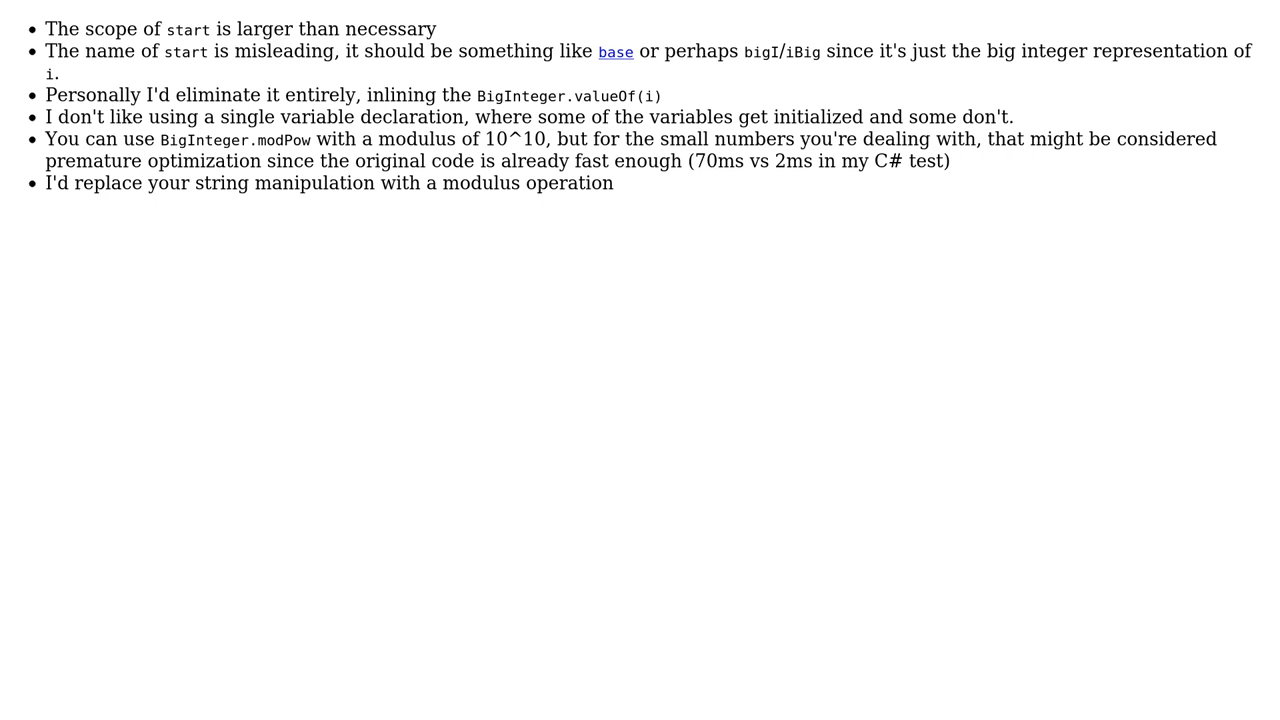 The scope of start is larger than necessary
The name of start is misleading, it should be something like base or perhaps bigI/iBig since it's just the big integer representation of
i.
Personally I'd eliminate it entirely, inlining the BigInteger.valueOf(i)
I don't like using a single variable declaration, where some of the variables get initialized and some don't.
You can use BigInteger.modPow with a modulus of 10^10, but for the small numbers you're dealing with, that might be considered
premature optimization since the original code is already fast enough (70ms vs 2ms in my C# test)
I'd replace your string manipulation with a modulus operation